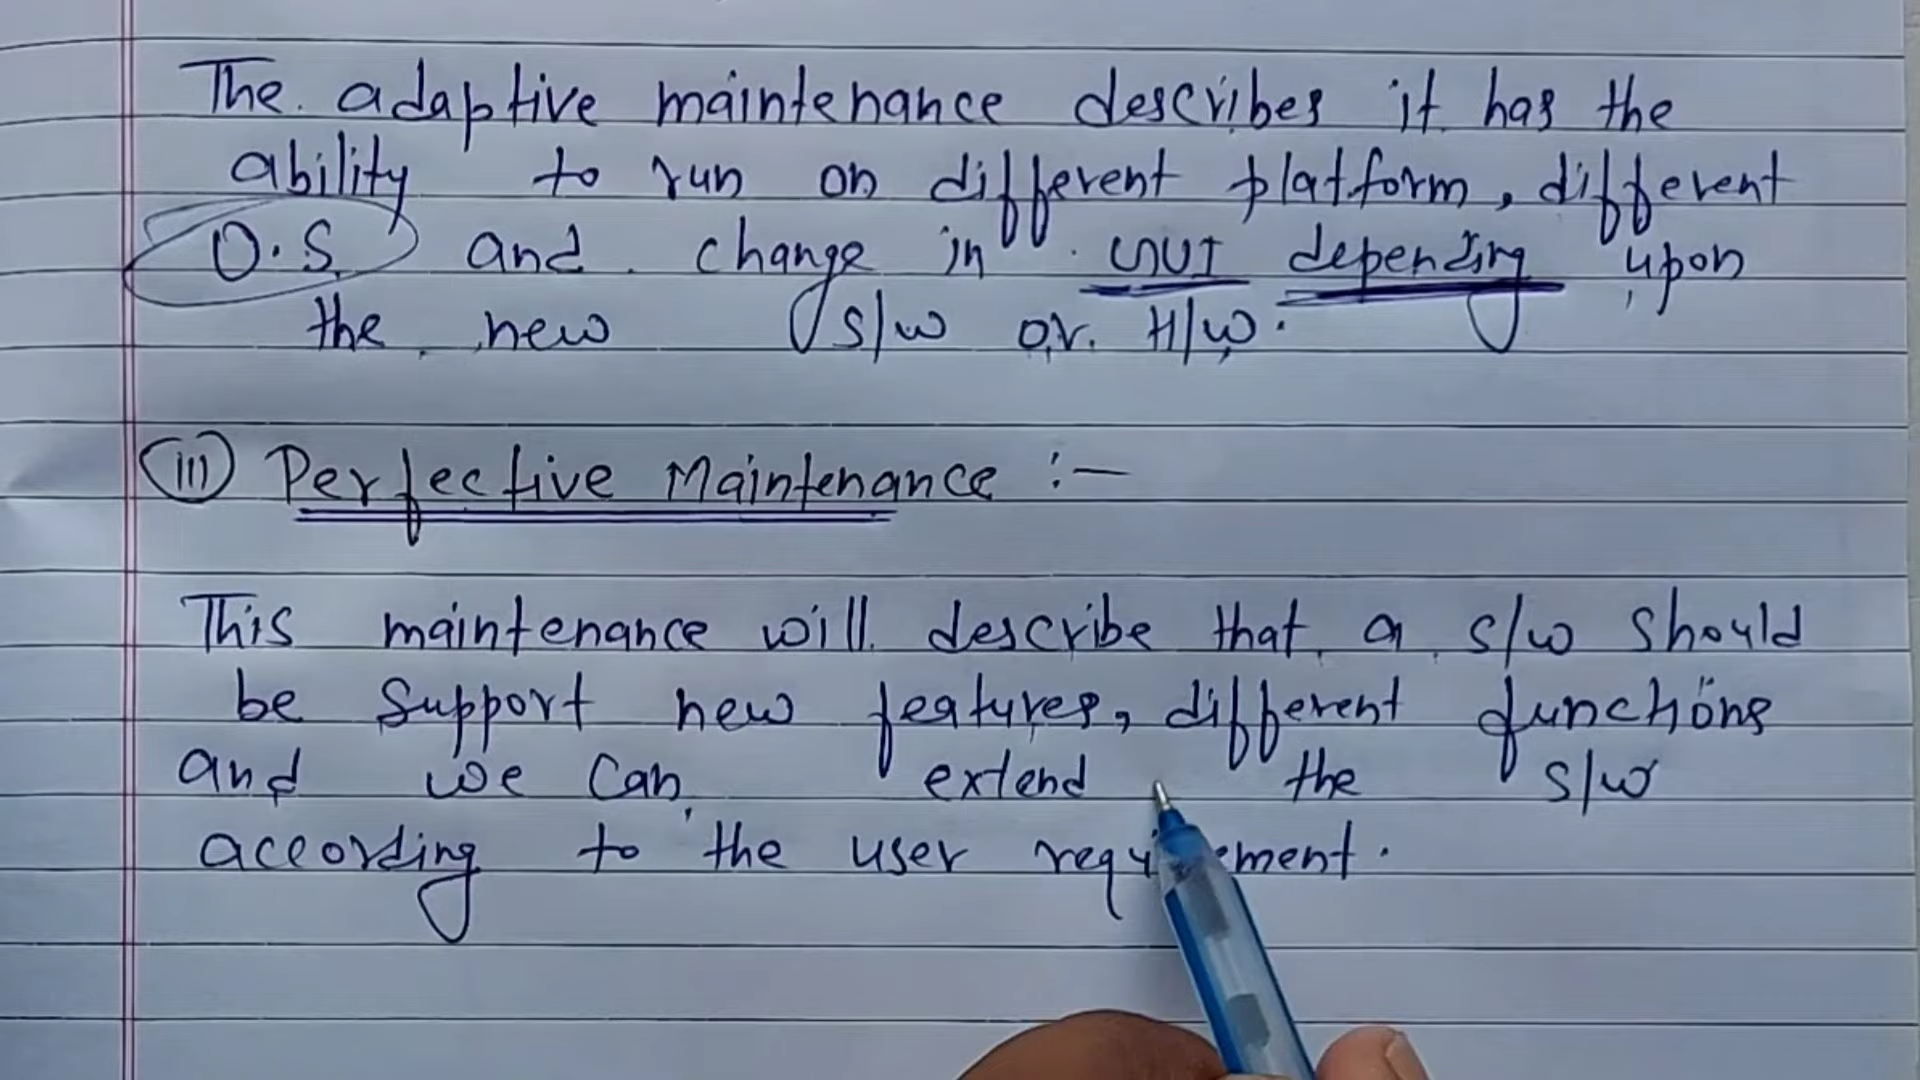 The adaptive maintenance describes it has the
ability to run on different platform, different
O.S. and change in GUI depending upon
the new S/W or H/W.
(iii) Perfective Maintenance :-
This maintenance will describe that a s/w should
be support new features, different functions
and we can extend the s/w
according to the user requirement.